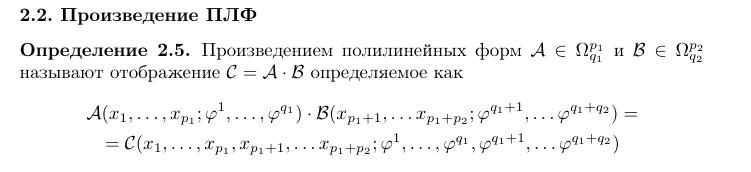 2.2. Произведение ПЛФ
Определение 2.5. Произведением полилинейных форм $\mathcal{A} \in \Omega^{p_1}_{q_1}$ и $\mathcal{B} \in \Omega^{p_2}_{q_2}$
называют отображение $\mathcal{C} = \mathcal{A} \cdot \mathcal{B}$ определяемое как
$\mathcal{A}(x_1, \ldots, x_{p_1}; \varphi^1, \ldots, \varphi^{q_1}) \cdot \mathcal{B}(x_{p_1+1}, \ldots x_{p_1+p_2}; \varphi^{q_1+1}, \ldots \varphi^{q_1+q_2}) =$
$= \mathcal{C}(x_1, \ldots, x_{p_1}, x_{p_1+1}, \ldots x_{p_1+p_2}; \varphi^1, \ldots, \varphi^{q_1}, \varphi^{q_1+1}, \ldots \varphi^{q_1+q_2})$